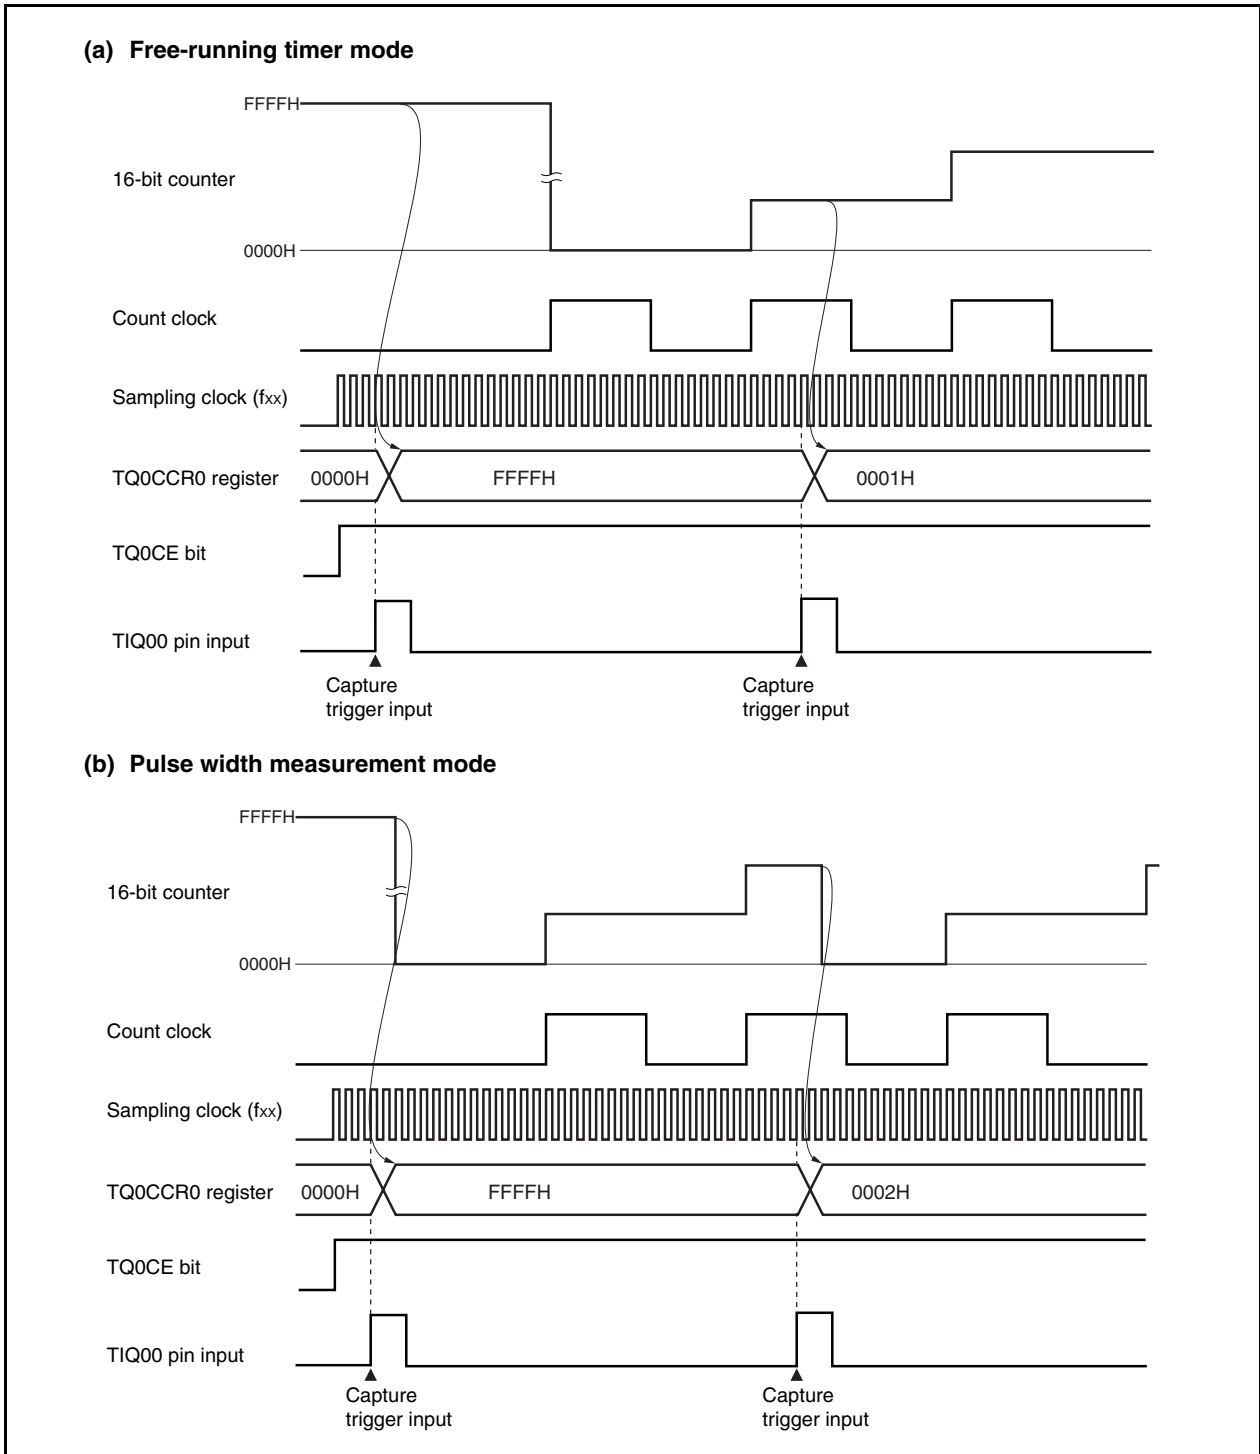 (a) Free-running timer mode
FFFFH
16-bit counter
0000H
Count clock
Sampling clock (fxx)
TQ0CCR0 register
0000H
FFFFH
0001H
TQ0CE bit
TIQ00 pin input
Capture
trigger input
Capture
trigger input
(b) Pulse width measurement mode
FFFFH
16-bit counter
0000H
Count clock
Sampling clock (fxx)
TQ0CCR0 register
0000H
FFFFH
0002H
TQ0CE bit
TIQ00 pin input
Capture
trigger input
Capture
trigger input